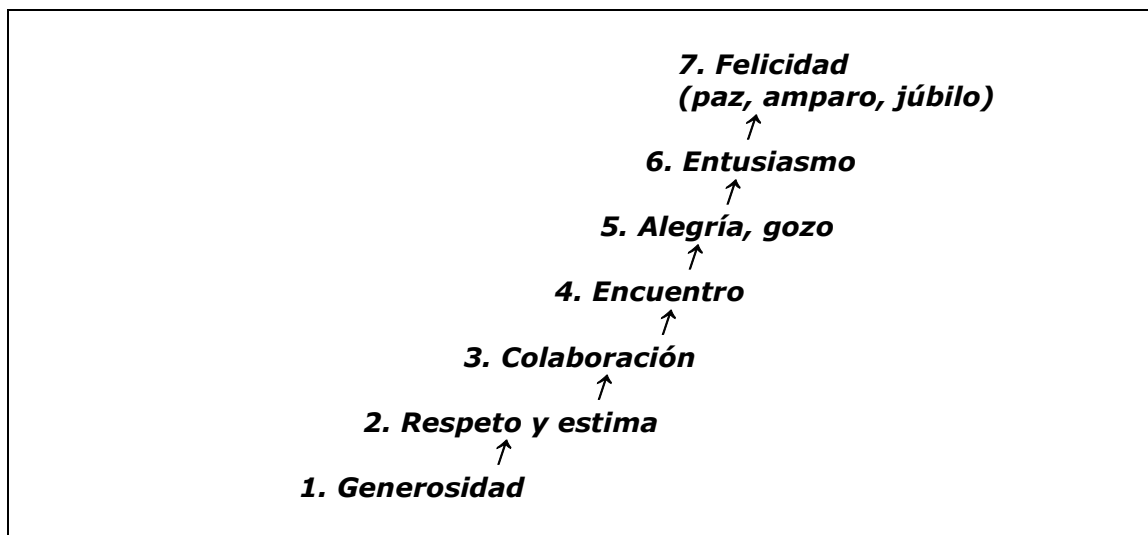 7. Felicidad
(paz, amparo, júbilo)
6. Entusiasmo
5. Alegría, gozo
4. Encuentro
3. Colaboración
2. Respeto y estima
1. Generosidad